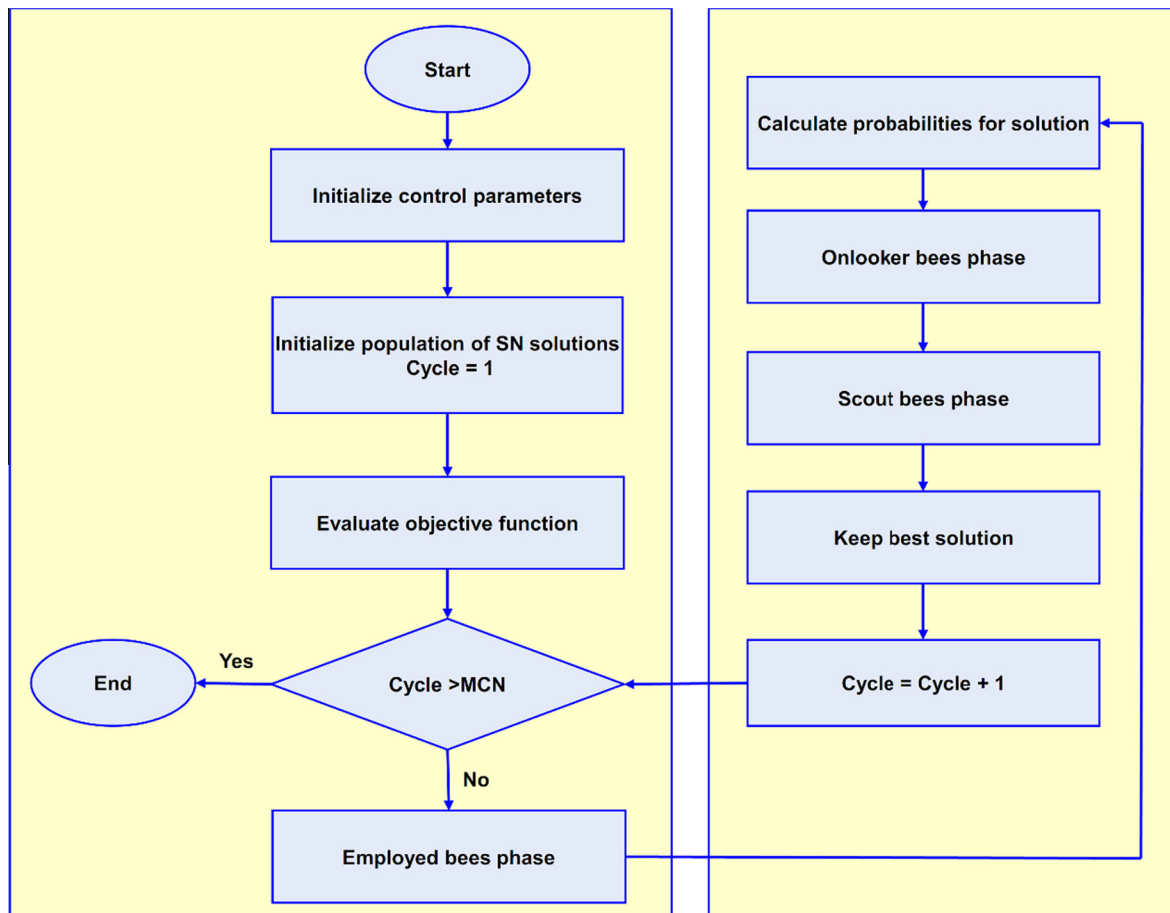 Start
Initialize control parameters
Initialize population of SN solutions
Cycle = 1
Evaluate objective function
Cycle >MCN
Yes
End
No
Employed bees phase
Calculate probabilities for solution
Onlooker bees phase
Scout bees phase
Keep best solution
Cycle = Cycle + 1